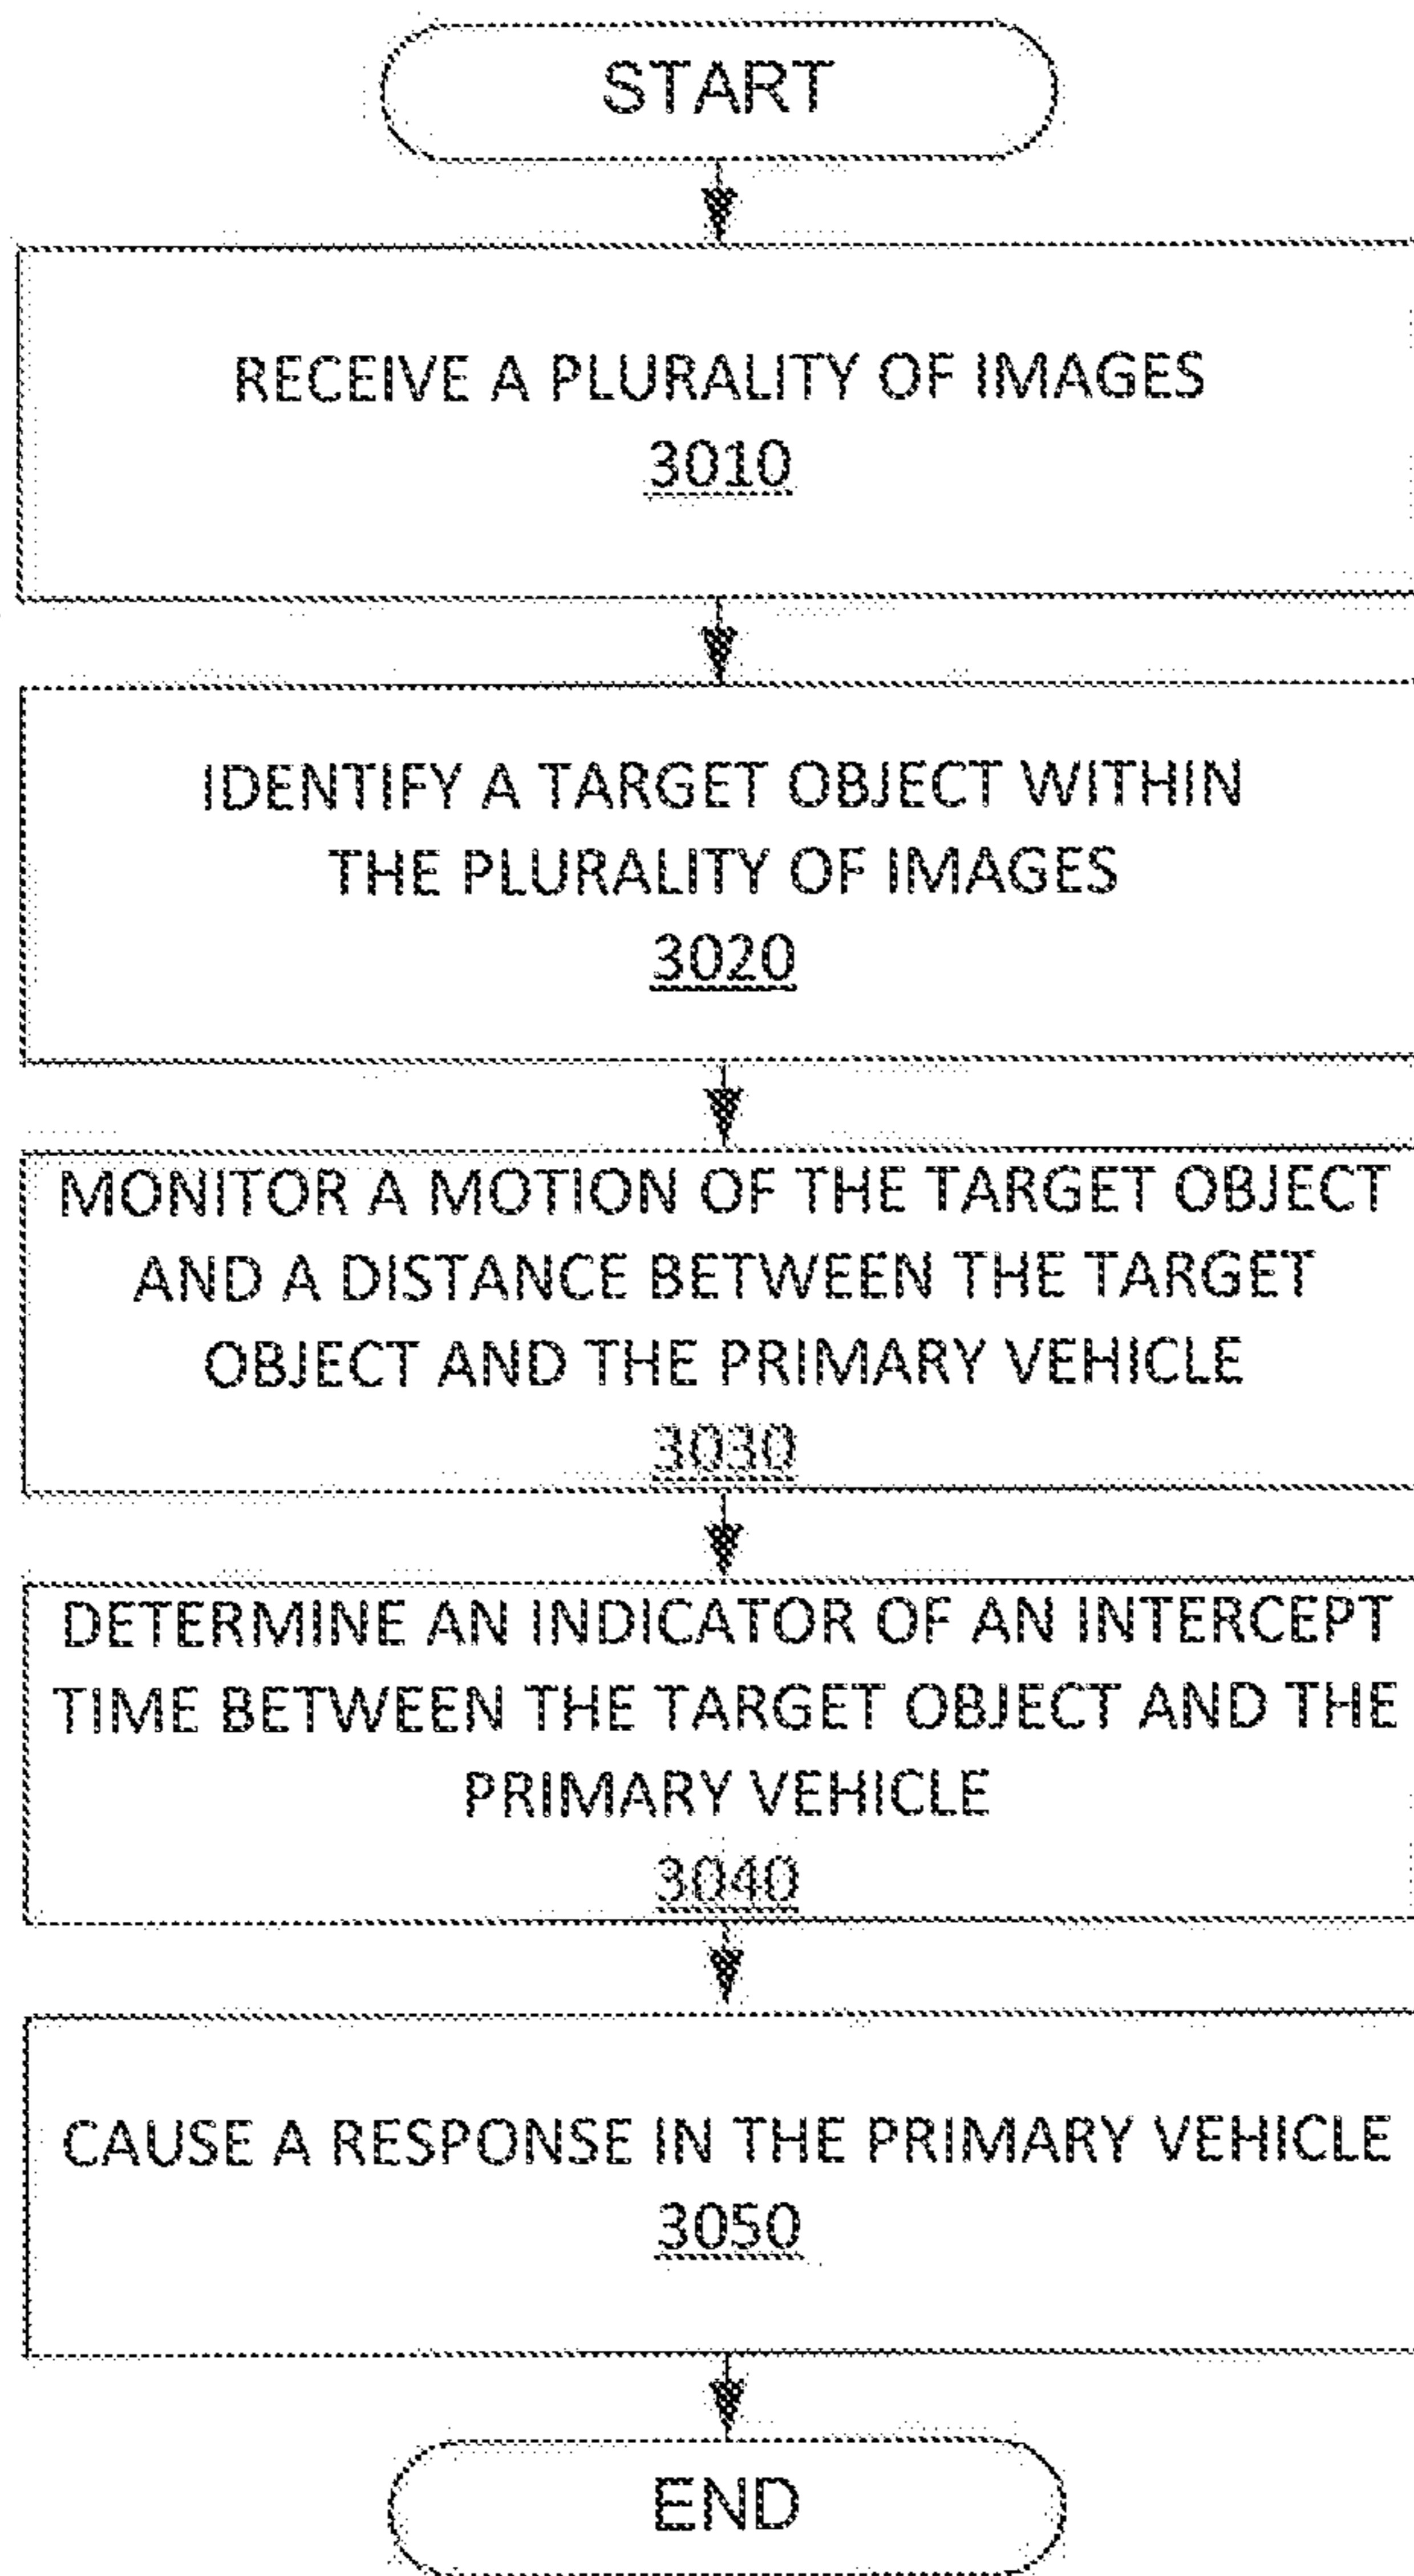 START
RECEIVE A PLURALITY OF IMAGES
3010
IDENTIFY A TARGET OBJECT WITHIN
THE PLURALITY OF IMAGES
3020
MONITOR A MOTION OF THE TARGET OBJECT
AND A DISTANCE BETWEEN THE TARGET
OBJECT AND THE PRIMARY VEHICLE
3030
DETERMINE AN INDICATOR OF AN INTERCEPT
TIME BETWEEN THE TARGET OBJECT AND THE
PRIMARY VEHICLE
3040
CAUSE A RESPONSE IN THE PRIMARY VEHICLE
3050
END